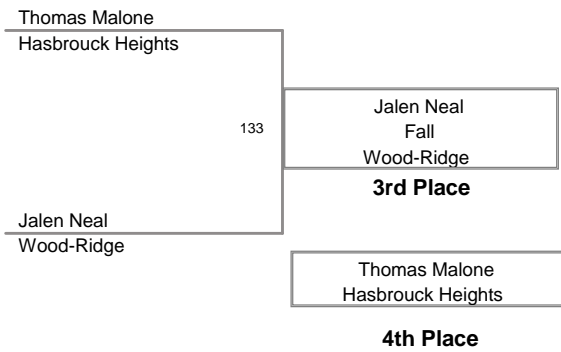 Thomas Malone
Hasbrouck Heights
133
Jalen Neal
Fall
Wood-Ridge
3rd Place
Jalen Neal
Wood-Ridge
Thomas Malone
Hasbrouck Heights
4th Place